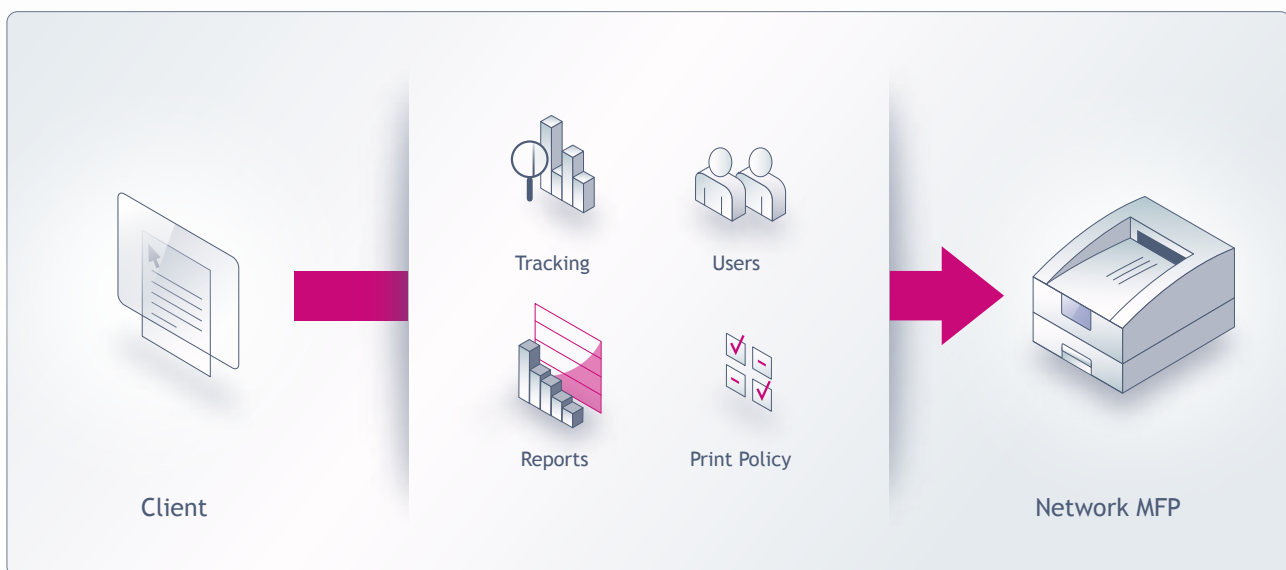 Tracking
Users
Reports
Print Policy
Client
Network MFP